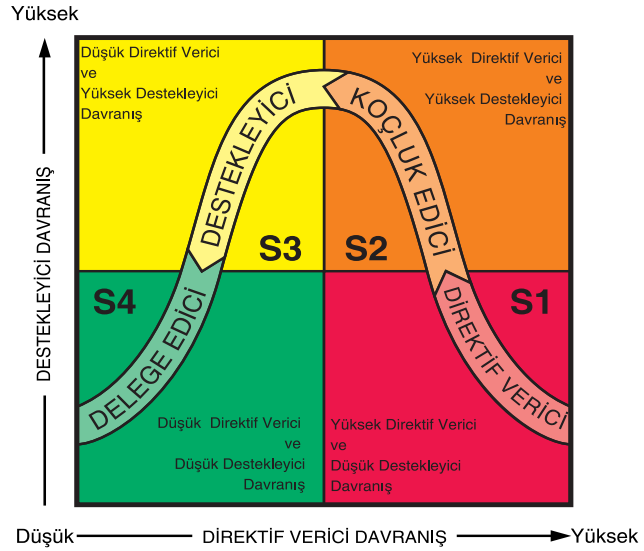 Yüksek
Düşük Direktif Verici
ve
Yüksek Destekleyici
Davranış
Yüksek Direktif Verici
ve
Yüksek Destekleyici
Davranış
DESTEKLEYİCİ
KOÇLUK EDİCİ
S3
S2
DESTEKLEYİCİ DAVRANIŞ
S4
S1
DELEGE EDİCİ
DİREKTİF VERİCİ
Düşük Direktif Verici
ve
Düşük Destekleyici
Davranış
Yüksek Direktif Verici
ve
Düşük Destekleyici
Davranış
Düşük
DİREKTİF VERİCİ DAVRANIŞ
Yüksek